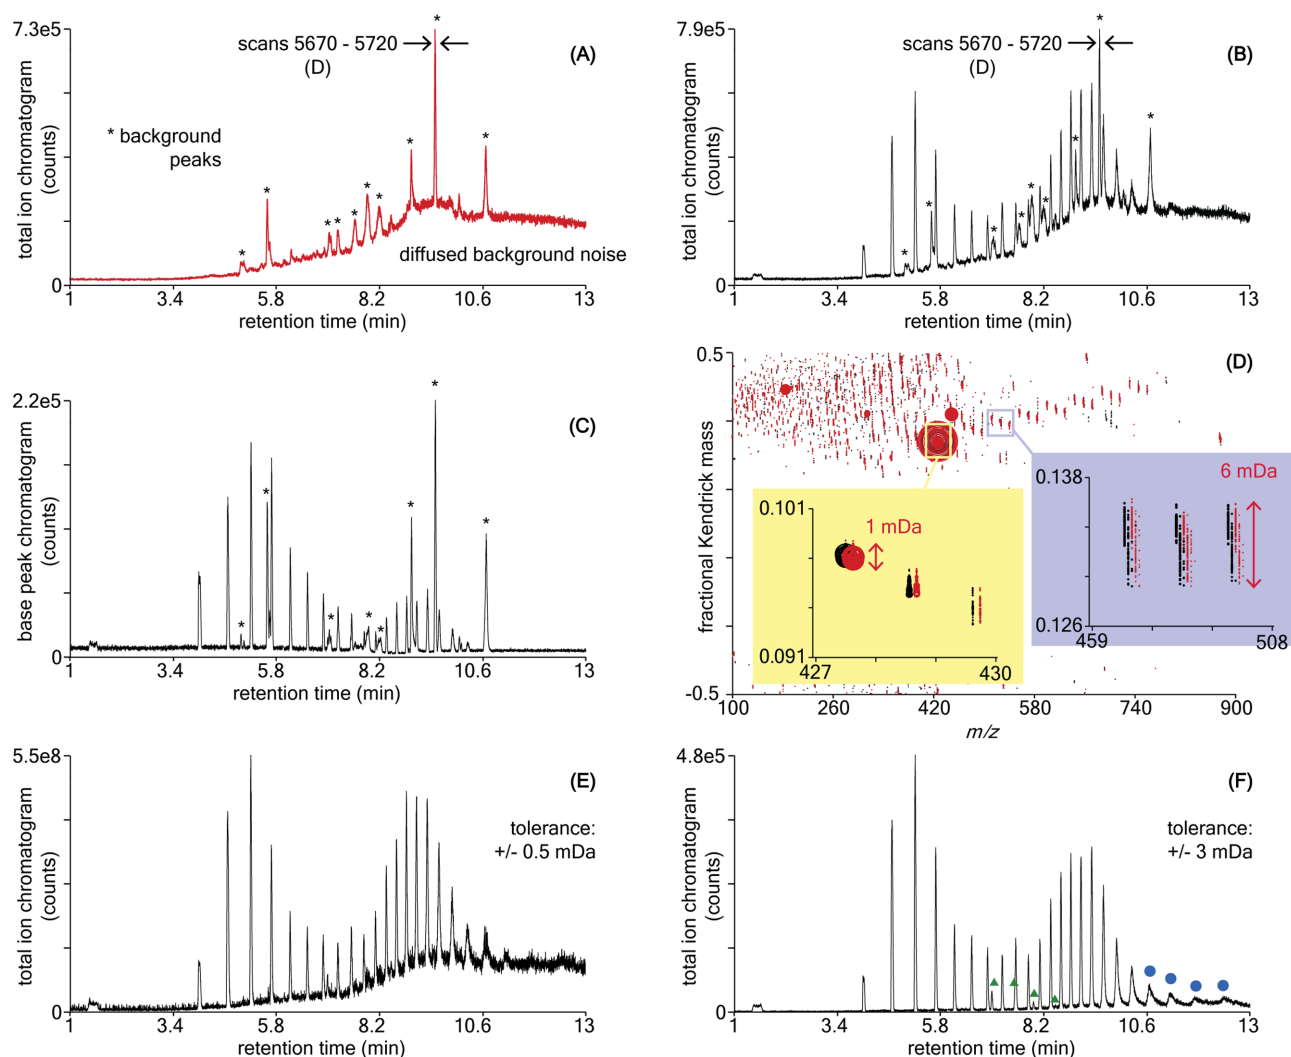 7.3e5
total ion chromatogram
(counts)
0
scans 5670 - 5720
(D)
(A)
*
* background
peaks
*
*
*
*
*
*
*
*
*
diffused background noise
1
3.4
5.8
8.2
10.6
13
retention time (min)
7.9e5
total ion chromatogram
(counts)
0
scans 5670 - 5720
(D)
(B)
*
*
*
*
*
*
*
*
*
1
3.4
5.8
8.2
10.6
13
retention time (min)
2.2e5
base peak chromatogram
(counts)
0
(C)
*
*
*
*
*
*
*
*
1
3.4
5.8
8.2
10.6
13
retention time (min)
0.5
fractional Kendrick mass
-0.5
(D)
0.101
1 mDa
0.091
427
430
0.138
6 mDa
0.126
459
508
100
260
420
580
740
900
m/z
5.5e8
total ion chromatogram
(counts)
0
(E)
tolerance:
+/- 0.5 mDa
1
3.4
5.8
8.2
10.6
13
retention time (min)
4.8e5
total ion chromatogram
(counts)
0
(F)
tolerance:
+/- 3 mDa
1
3.4
5.8
8.2
10.6
13
retention time (min)